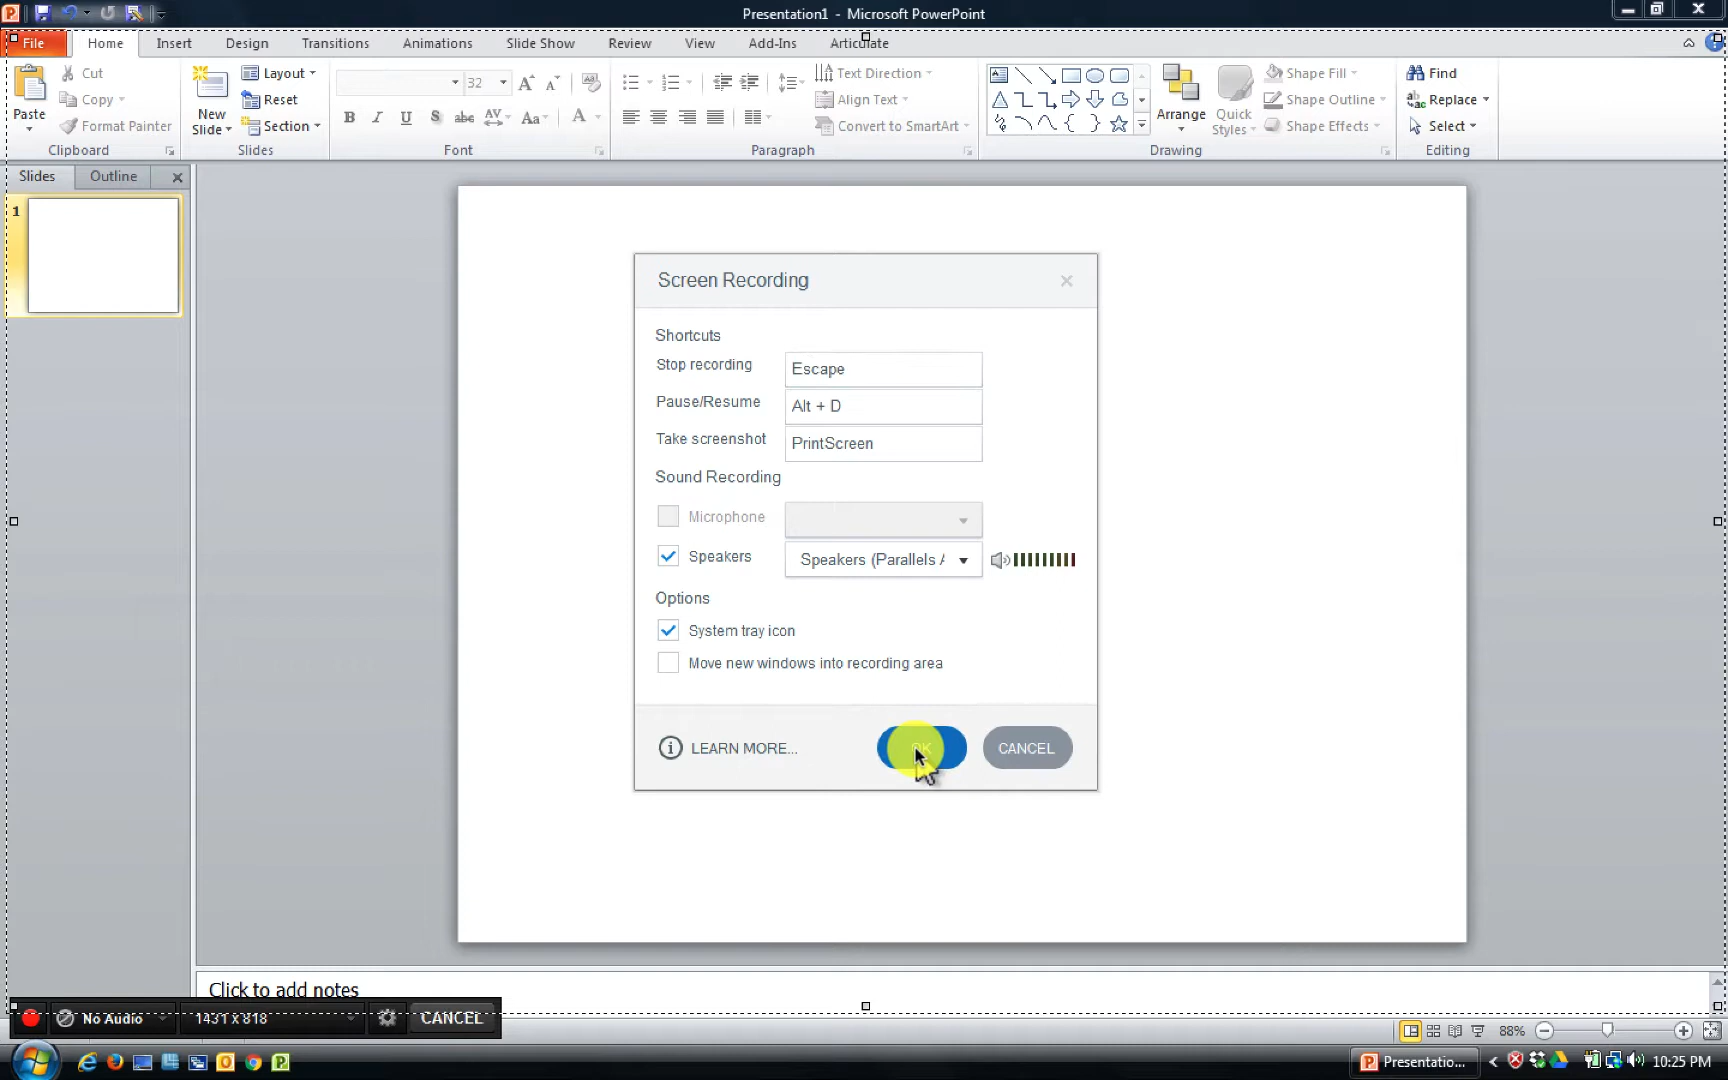 Presentation1 - Microsoft PowerPoint
File Home Insert Design Transitions Animations Slide Show Review View Add-Ins Articulate
Paste
Cut
Copy
Format Painter
Clipboard
New Slide
Layout
Reset
Section
Slides
32
B I U S abc AV Aa A
Font
Text Direction
Align Text
Convert to SmartArt
Paragraph
Arrange
Quick Styles
Shape Fill
Shape Outline
Shape Effects
Drawing
Find
Replace
Select
Editing
Slides Outline
1
Screen Recording
Shortcuts
Stop recording Escape
Pause/Resume Alt + D
Take screenshot PrintScreen
Sound Recording
Microphone
Speakers Speakers (Parallels A
Options
System tray icon
Move new windows into recording area
LEARN MORE... OK CANCEL
Click to add notes
No Audio 1431 x 818 CANCEL
88%
Presentatio... 10:25 PM